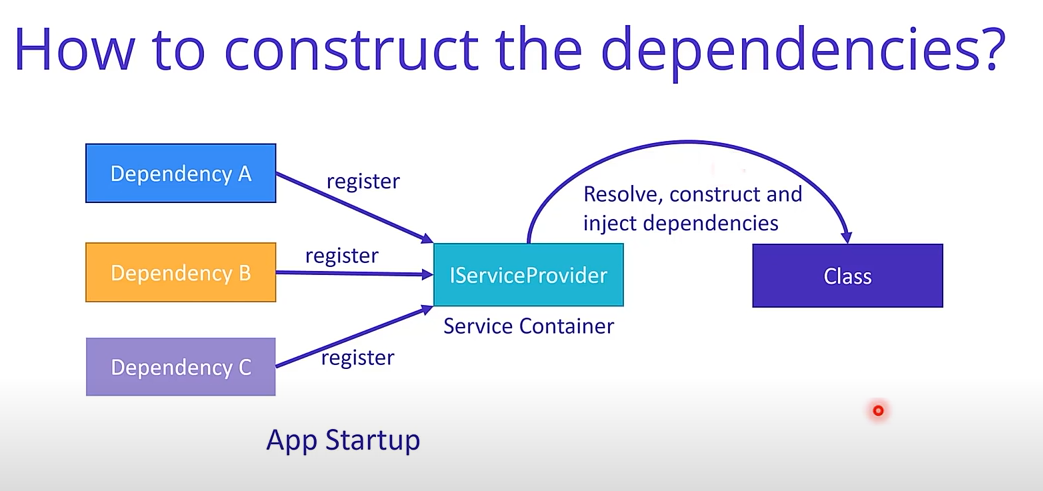 How to construct the dependencies?
Dependency A
register
Resolve, construct and
inject dependencies
Dependency B
register
IServiceProvider
Class
Service Container
Dependency C
register
App Startup